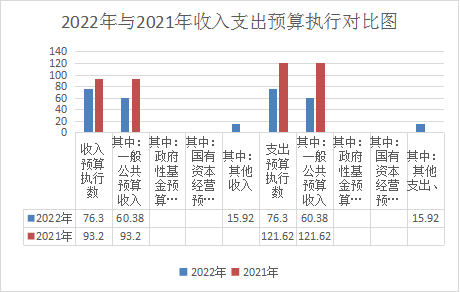 2022年与2021年收入支出预算执行对比图
140
120
100
80
60
40
20
0
收入
预算
执行
数
其中：
一般
公共
预算
收入
其中：
政府
性基
金预
算…
其中：
国有
资本
经营
预…
其中：
其他
收入
支出
预算
执行
数
其中：
一般
公共
预算
收入
其中：
政府
性基
金预
算…
其中：
国有
资本
经营
预…
其中：
其他
支出、
2022年 76.3 60.38 15.92 76.3 60.38 15.92
2021年 93.2 93.2 121.62 121.62
2022年 2021年